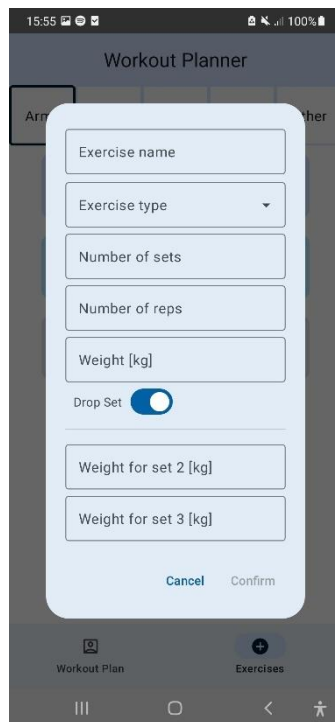 15:55 100%
Workout Planner
Arm ther
Exercise name
Exercise type
Number of sets
Number of reps
Weight [kg]
Drop Set
Weight for set 2 [kg]
Weight for set 3 [kg]
Cancel Confirm
Workout Plan Exercises